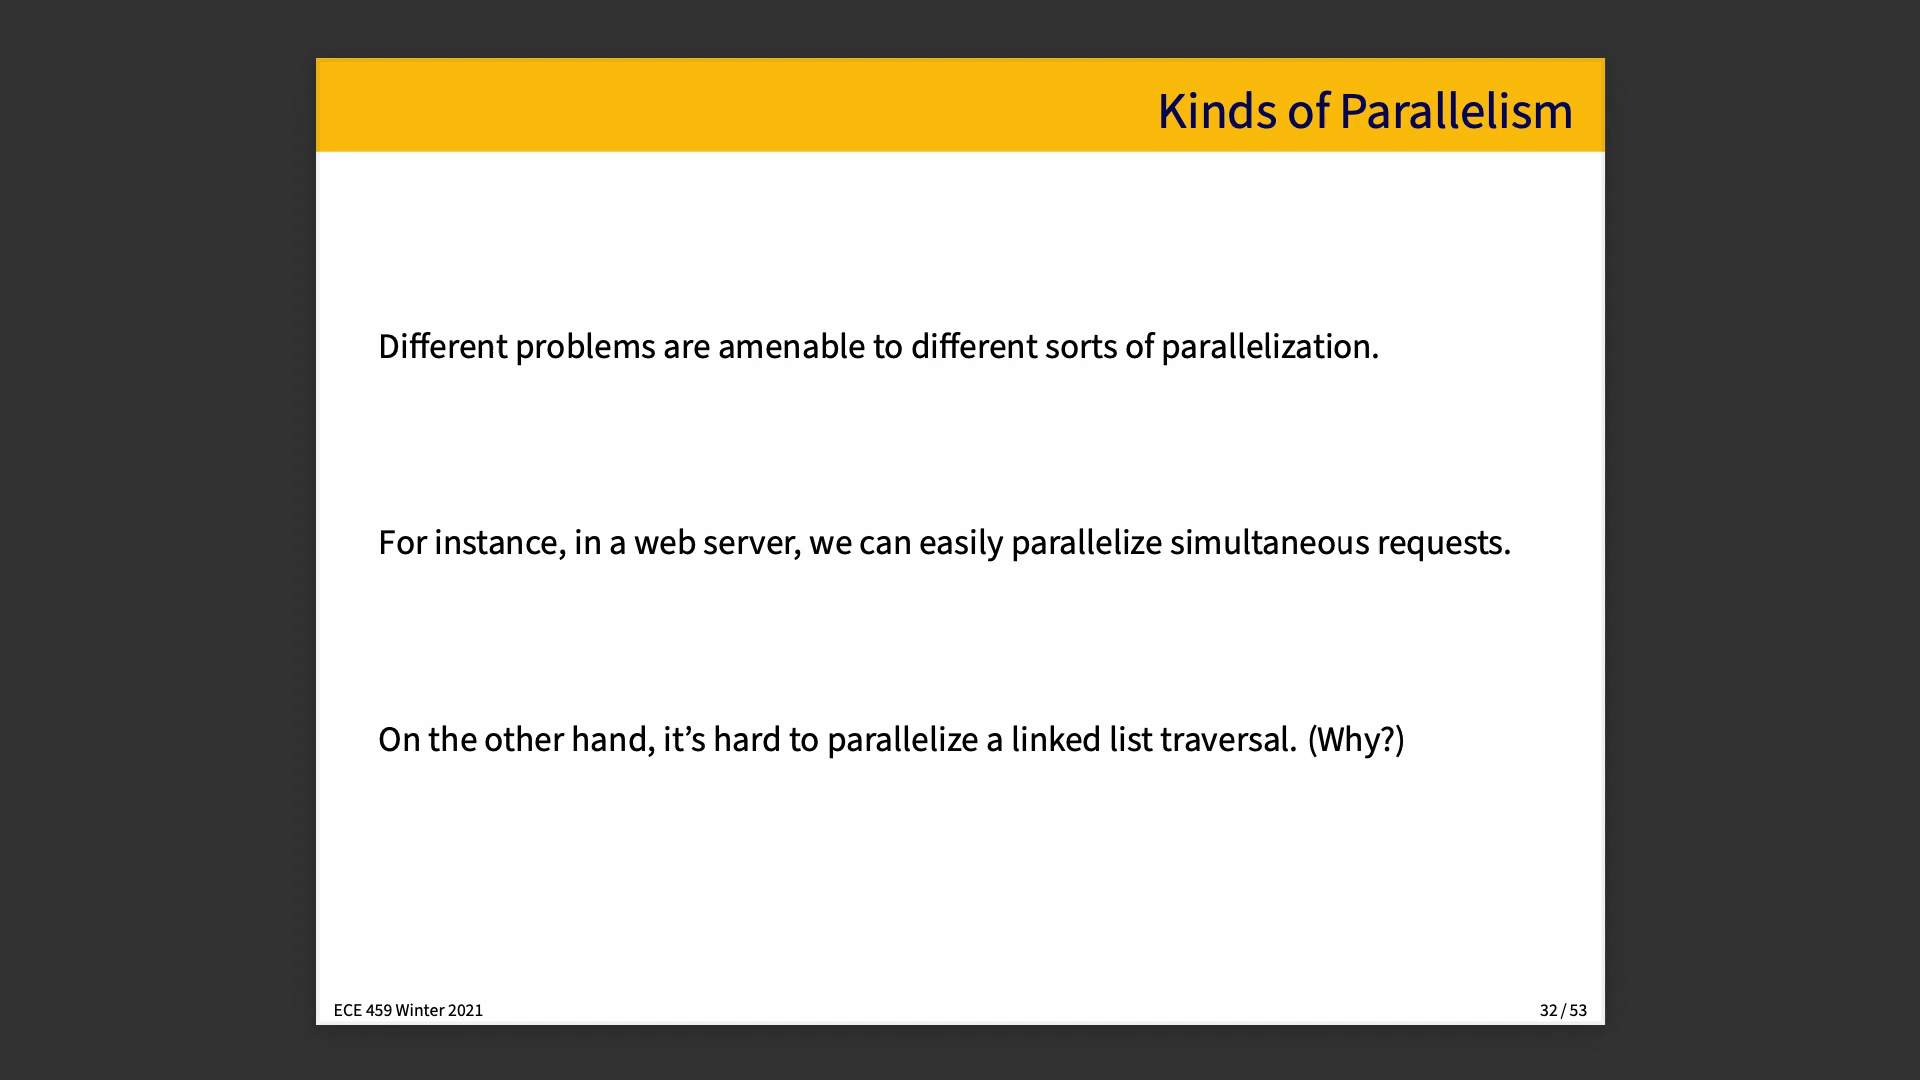 Kinds of Parallelism
Different problems are amenable to different sorts of parallelization.
For instance, in a web server, we can easily parallelize simultaneous requests.
On the other hand, it’s hard to parallelize a linked list traversal. (Why?)
ECE 459 Winter 2021
32 / 53